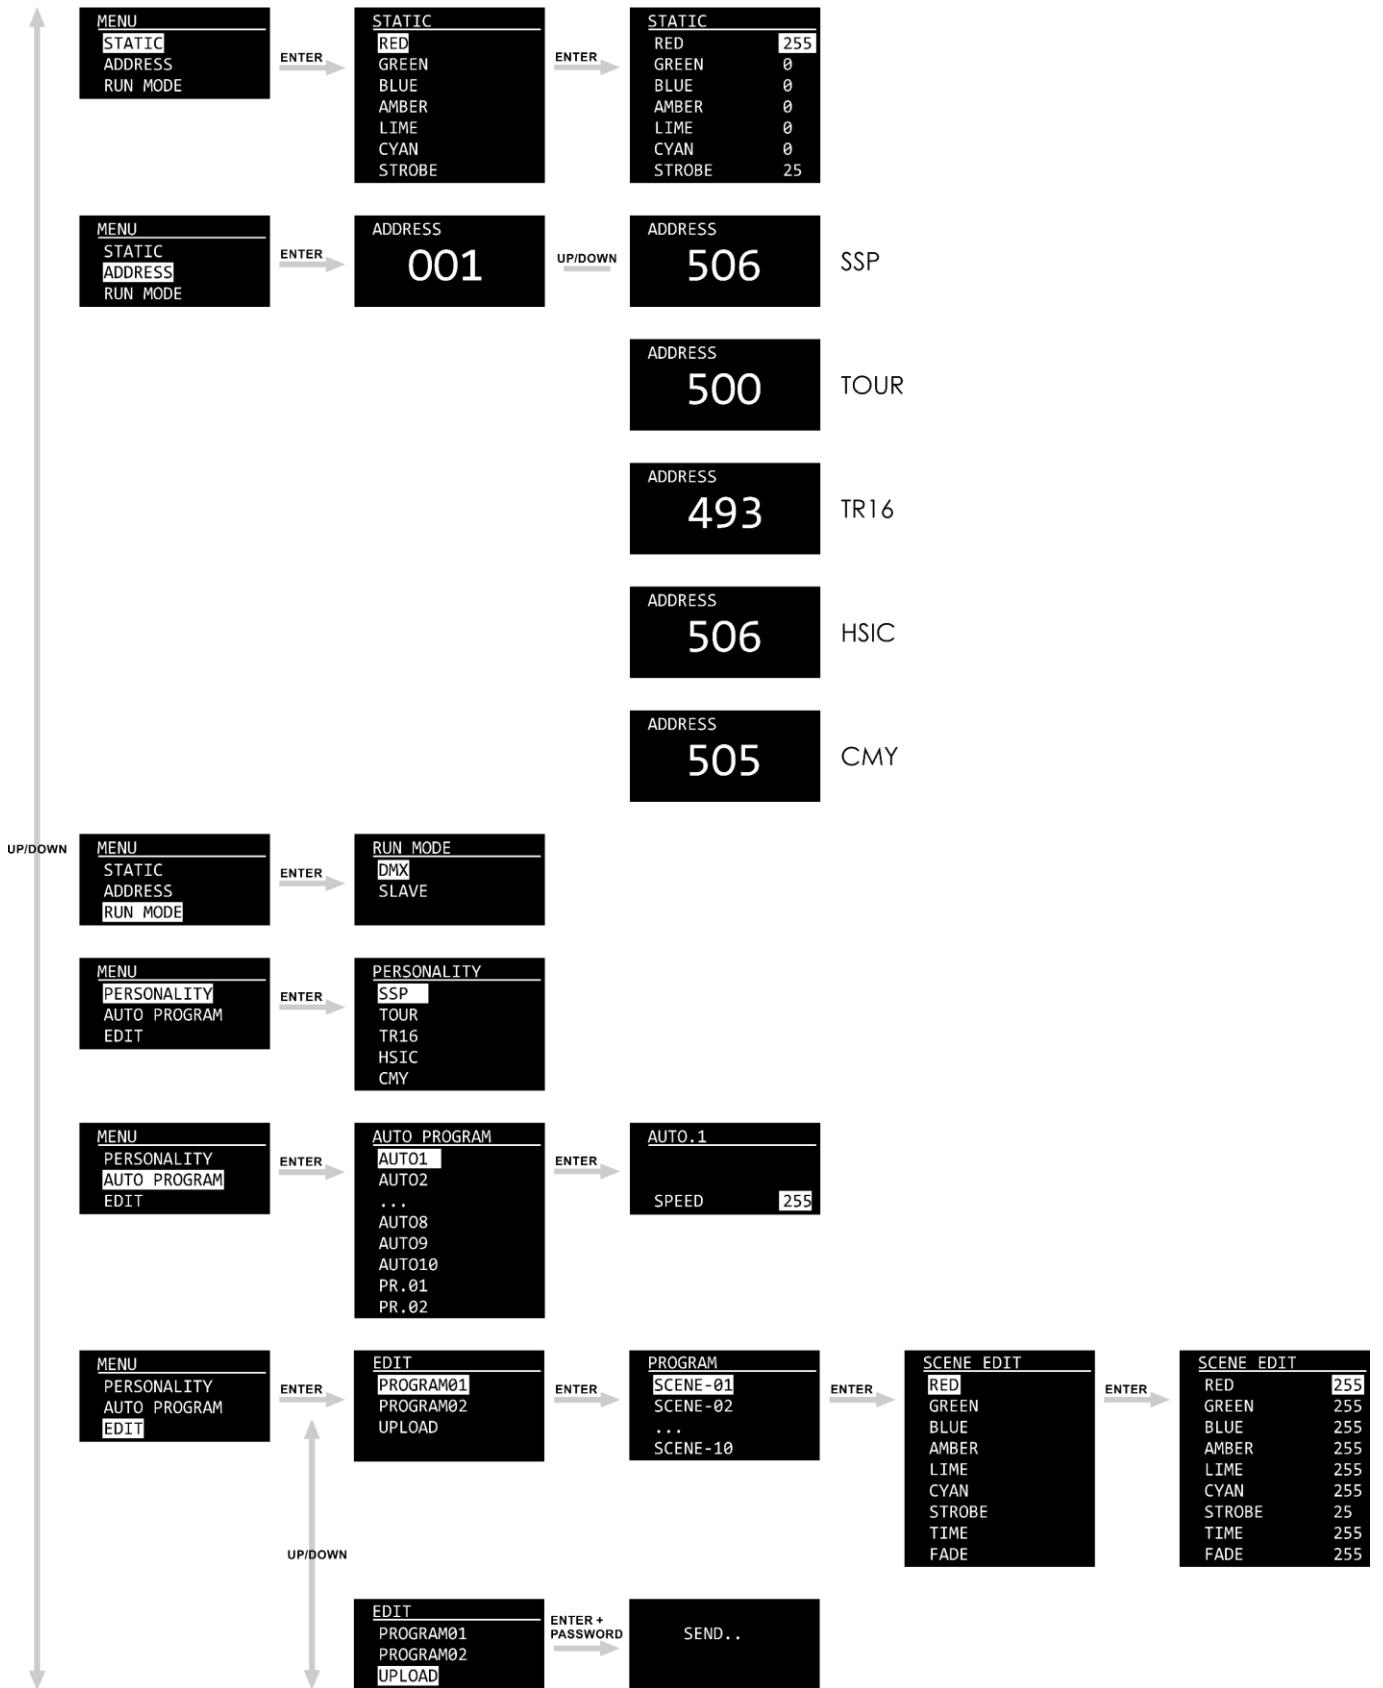 MENU
STATIC
ADDRESS
RUN MODE
ENTER
STATIC
RED
GREEN
BLUE
AMBER
LIME
CYAN
STROBE
ENTER
STATIC
RED 255
GREEN 0
BLUE 0
AMBER 0
LIME 0
CYAN 0
STROBE 25
MENU
STATIC
ADDRESS
RUN MODE
ENTER
ADDRESS
001
UP/DOWN
ADDRESS
506
SSP
ADDRESS
500
TOUR
ADDRESS
493
TR16
ADDRESS
506
HSIC
ADDRESS
505
CMY
UP/DOWN
MENU
STATIC
ADDRESS
RUN MODE
ENTER
RUN MODE
DMX
SLAVE
MENU
PERSONALITY
AUTO PROGRAM
EDIT
ENTER
PERSONALITY
SSP
TOUR
TR16
HSIC
CMY
MENU
PERSONALITY
AUTO PROGRAM
EDIT
ENTER
AUTO PROGRAM
AUTO1
AUTO2
...
AUTO8
AUTO9
AUTO10
PR.01
PR.02
ENTER
AUTO.1
SPEED 255
MENU
PERSONALITY
AUTO PROGRAM
EDIT
ENTER
EDIT
PROGRAM01
PROGRAM02
UPLOAD
ENTER
PROGRAM
SCENE-01
SCENE-02
...
SCENE-10
ENTER
SCENE EDIT
RED
GREEN
BLUE
AMBER
LIME
CYAN
STROBE
TIME
FADE
ENTER
SCENE EDIT
RED 255
GREEN 255
BLUE 255
AMBER 255
LIME 255
CYAN 255
STROBE 25
TIME 255
FADE 255
UP/DOWN
EDIT
PROGRAM01
PROGRAM02
UPLOAD
ENTER +
PASSWORD
SEND..